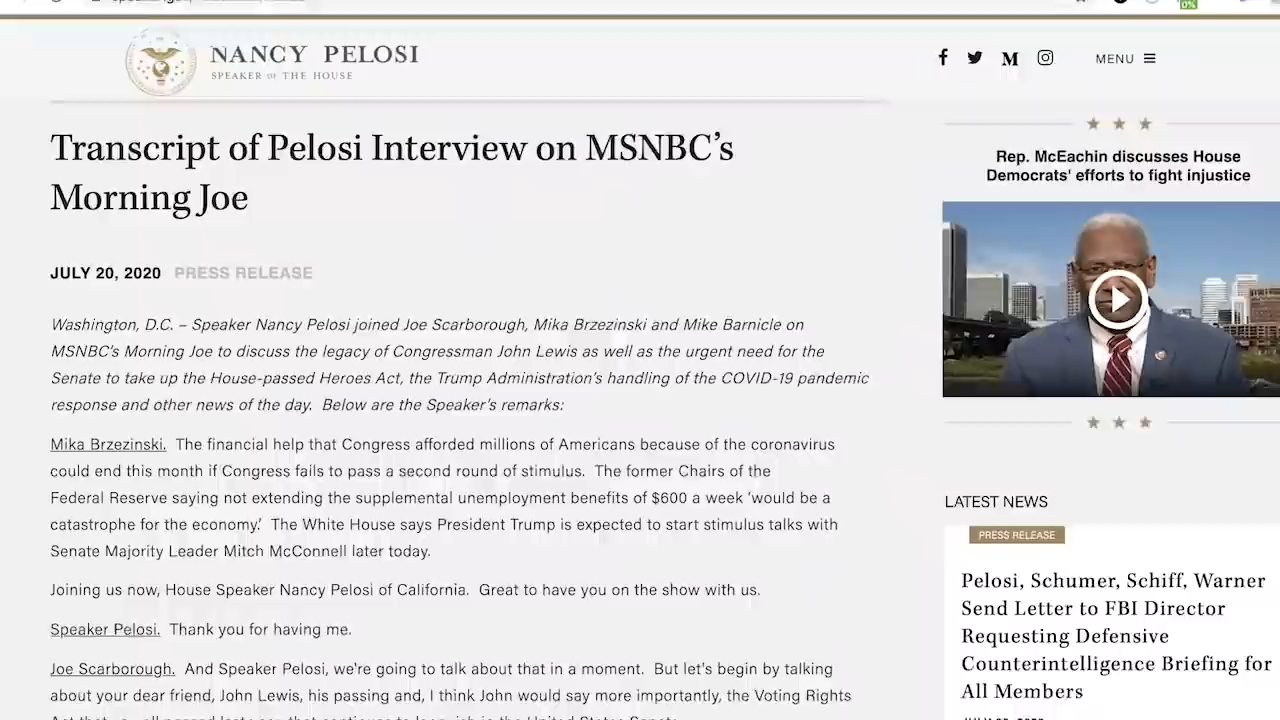 NANCY PELOSI
SPEAKER OF THE HOUSE
M
MENU
0%
Transcript of Pelosi Interview on MSNBC’s
Morning Joe
JULY 20, 2020 PRESS RELEASE
Washington, D.C. – Speaker Nancy Pelosi joined Joe Scarborough, Mika Brzezinski and Mike Barnicle on
MSNBC’s Morning Joe to discuss the legacy of Congressman John Lewis as well as the urgent need for the
Senate to take up the House-passed Heroes Act, the Trump Administration’s handling of the COVID-19 pandemic
response and other news of the day. Below are the Speaker’s remarks:
Mika Brzezinski. The financial help that Congress afforded millions of Americans because of the coronavirus
could end this month if Congress fails to pass a second round of stimulus. The former Chairs of the
Federal Reserve saying not extending the supplemental unemployment benefits of $600 a week ‘would be a
catastrophe for the economy.’ The White House says President Trump is expected to start stimulus talks with
Senate Majority Leader Mitch McConnell later today.
Joining us now, House Speaker Nancy Pelosi of California. Great to have you on the show with us.
Speaker Pelosi. Thank you for having me.
Joe Scarborough. And Speaker Pelosi, we're going to talk about that in a moment. But let's begin by talking
about your dear friend, John Lewis, his passing and, I think John would say more importantly, the Voting Rights
Rep. McEachin discusses House
Democrats' efforts to fight injustice
LATEST NEWS
PRESS RELEASE
Pelosi, Schumer, Schiff, Warner
Send Letter to FBI Director
Requesting Defensive
Counterintelligence Briefing for
All Members